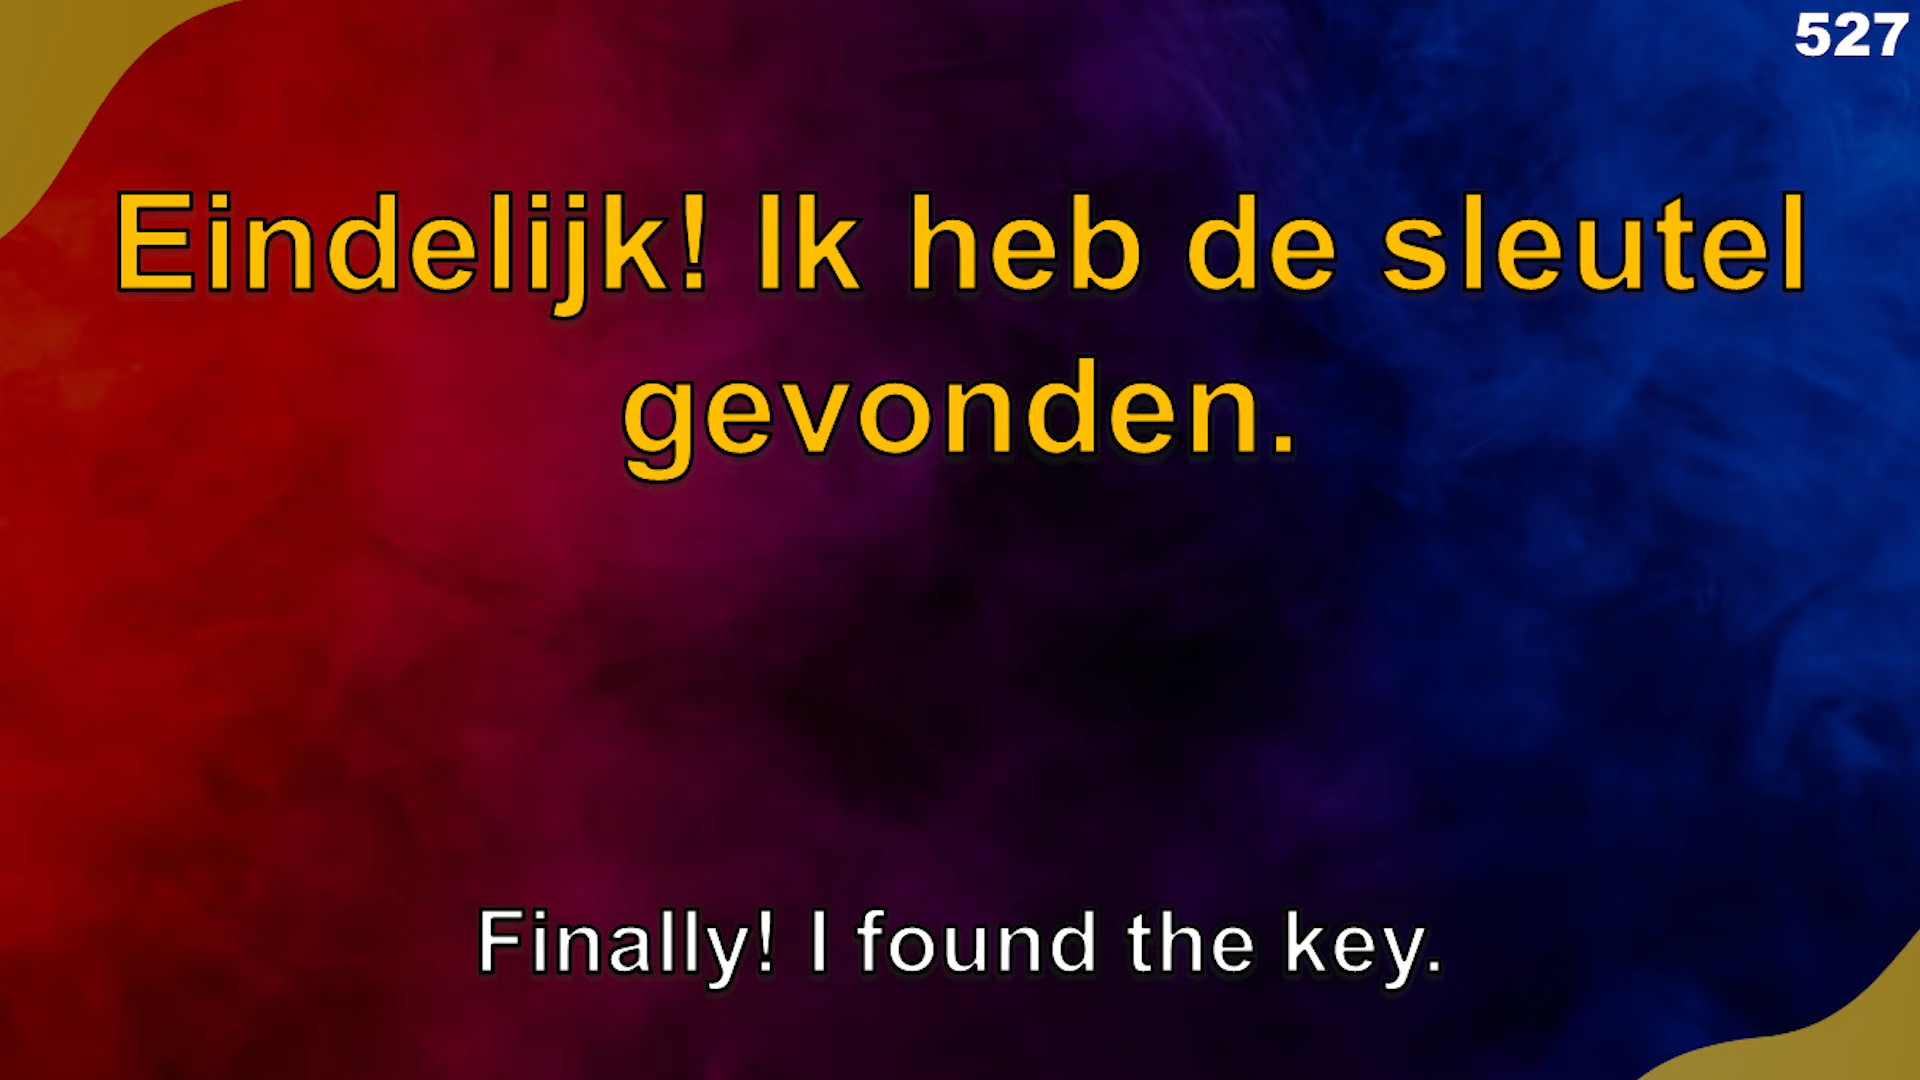 527
Eindelijk! Ik heb de sleutel
gevonden.
Finally! I found the key.